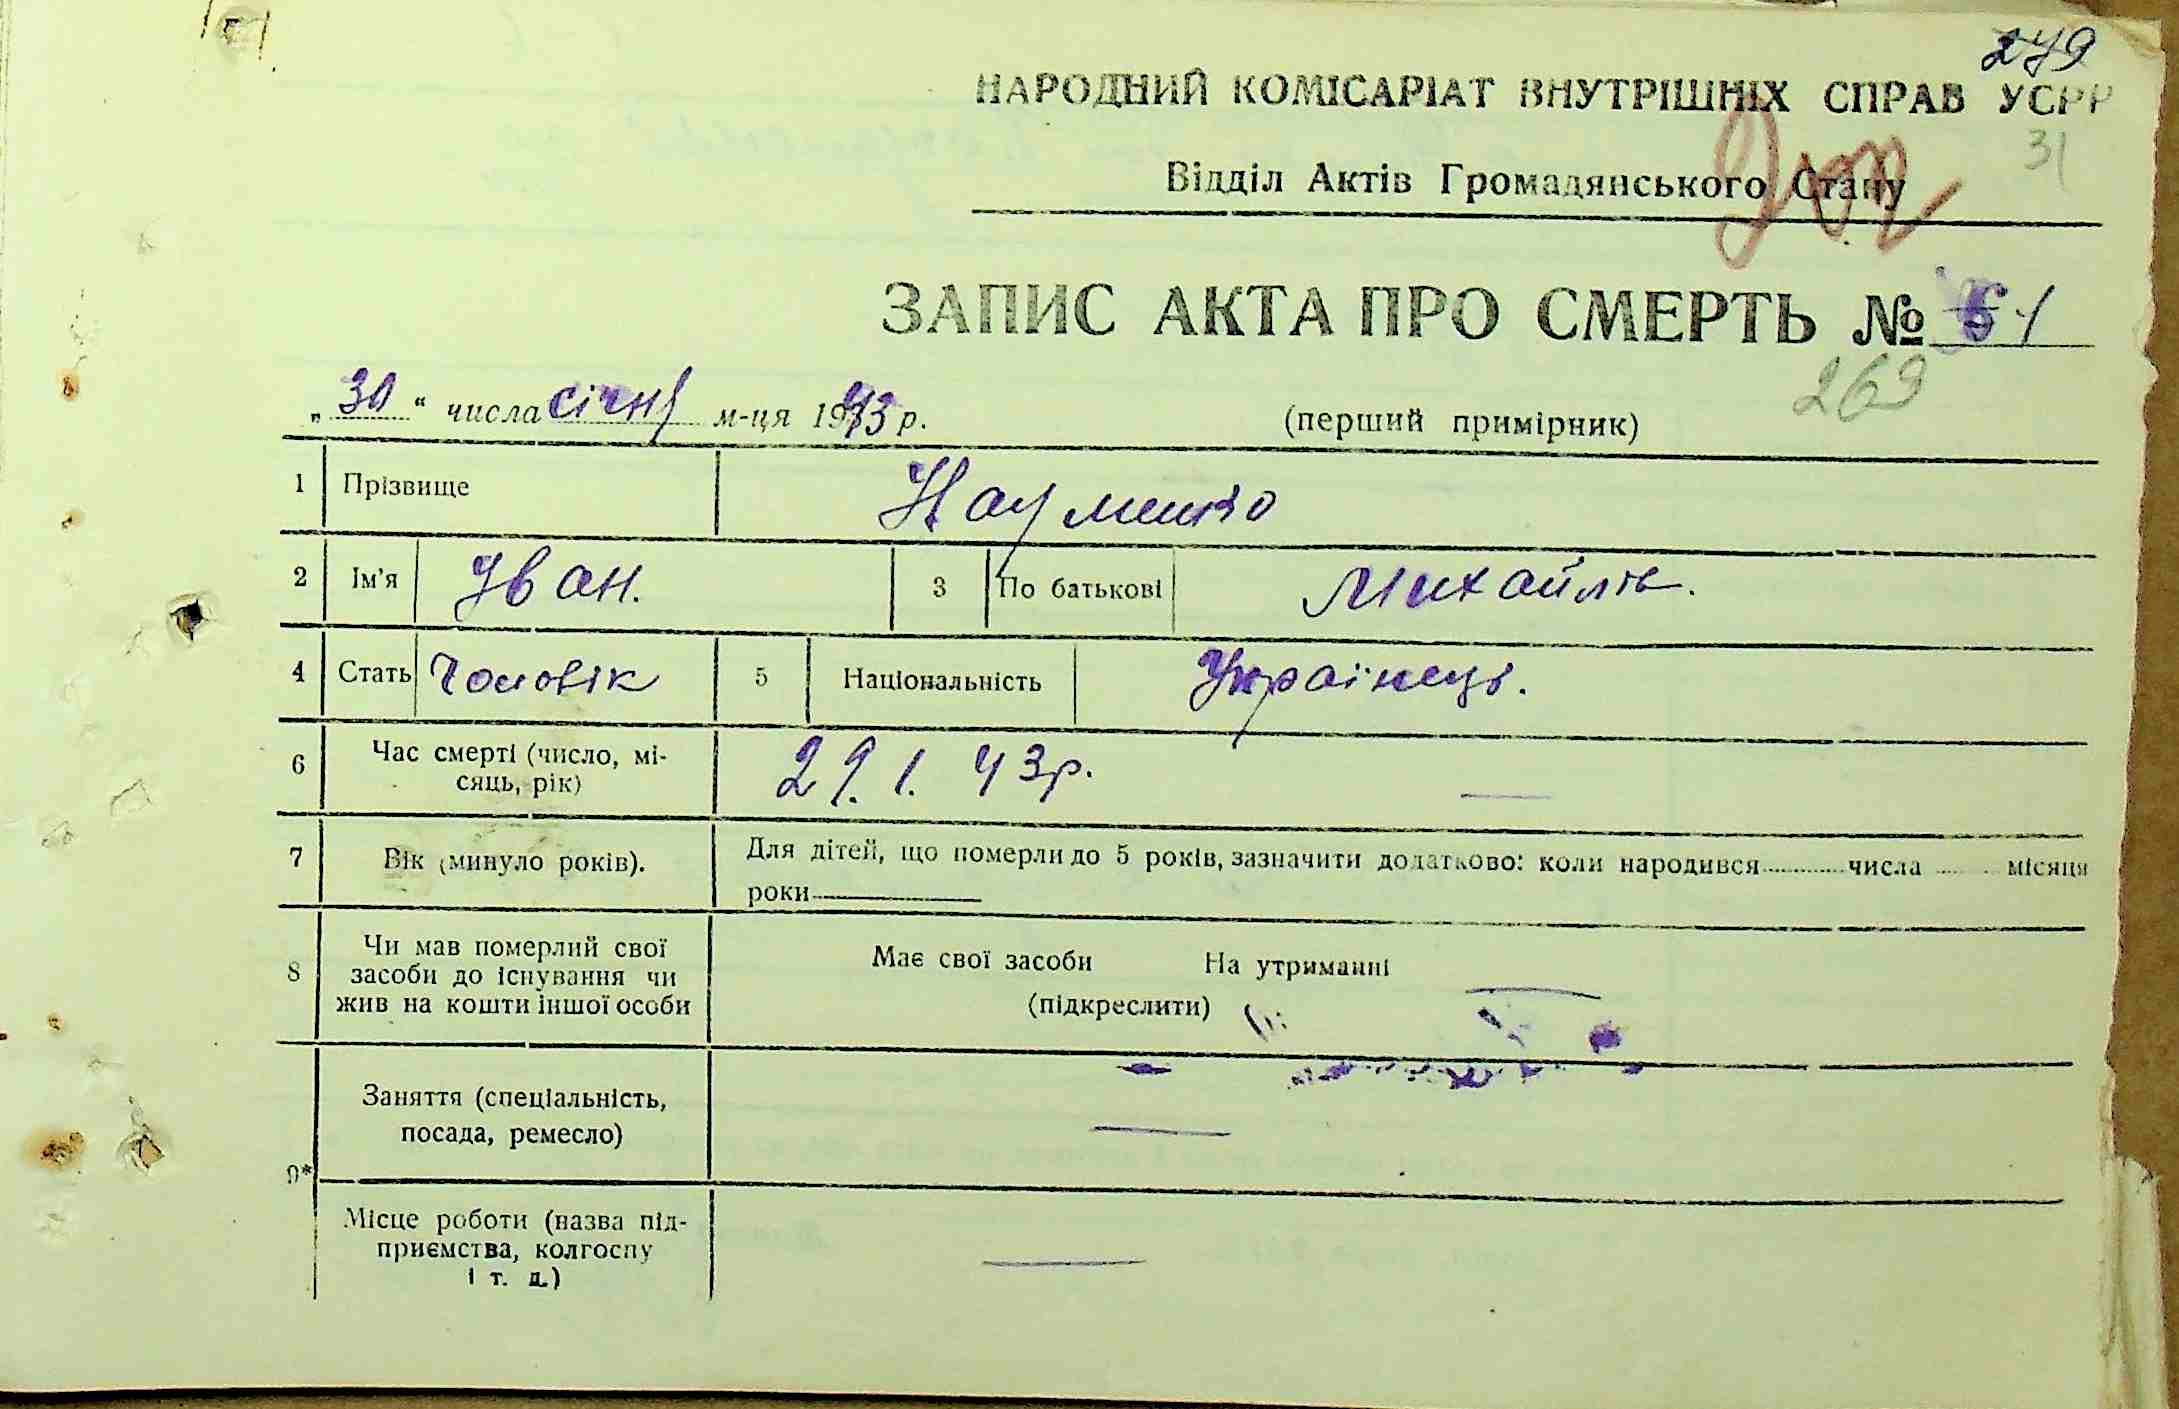 279
НАРОДНИЙ КОМІСАРІАТ ВНУТРІШНІХ СПРАВ УСРР
31
Відділ Актів Громадянського Стану
ЗАПИС АКТА ПРО СМЕРТЬ №
269
„30“ числа січня м-ця 1943 р. (перший примірник)
1 Прізвище Науменко
2 Ім'я Іван. 3 По батькові Михайлів.
4 Стать Чоловік 5 Національність Українець.
6 Час смерті (число, мі-
сяць, рік) 29. 1. 43р. —
7 Вік (минуло років). Для дітей, що померли до 5 років, зазначити додатково: коли народився числа місяця
роки
8 Чи мав померлий свої
засоби до існування чи
жив на кошти іншої особи Має свої засоби На утриманні —
(підкреслити)
9* Заняття (спеціальність,
посада, ремесло) —
Місце роботи (назва під-
приємства, колгоспу
і т. д.) —